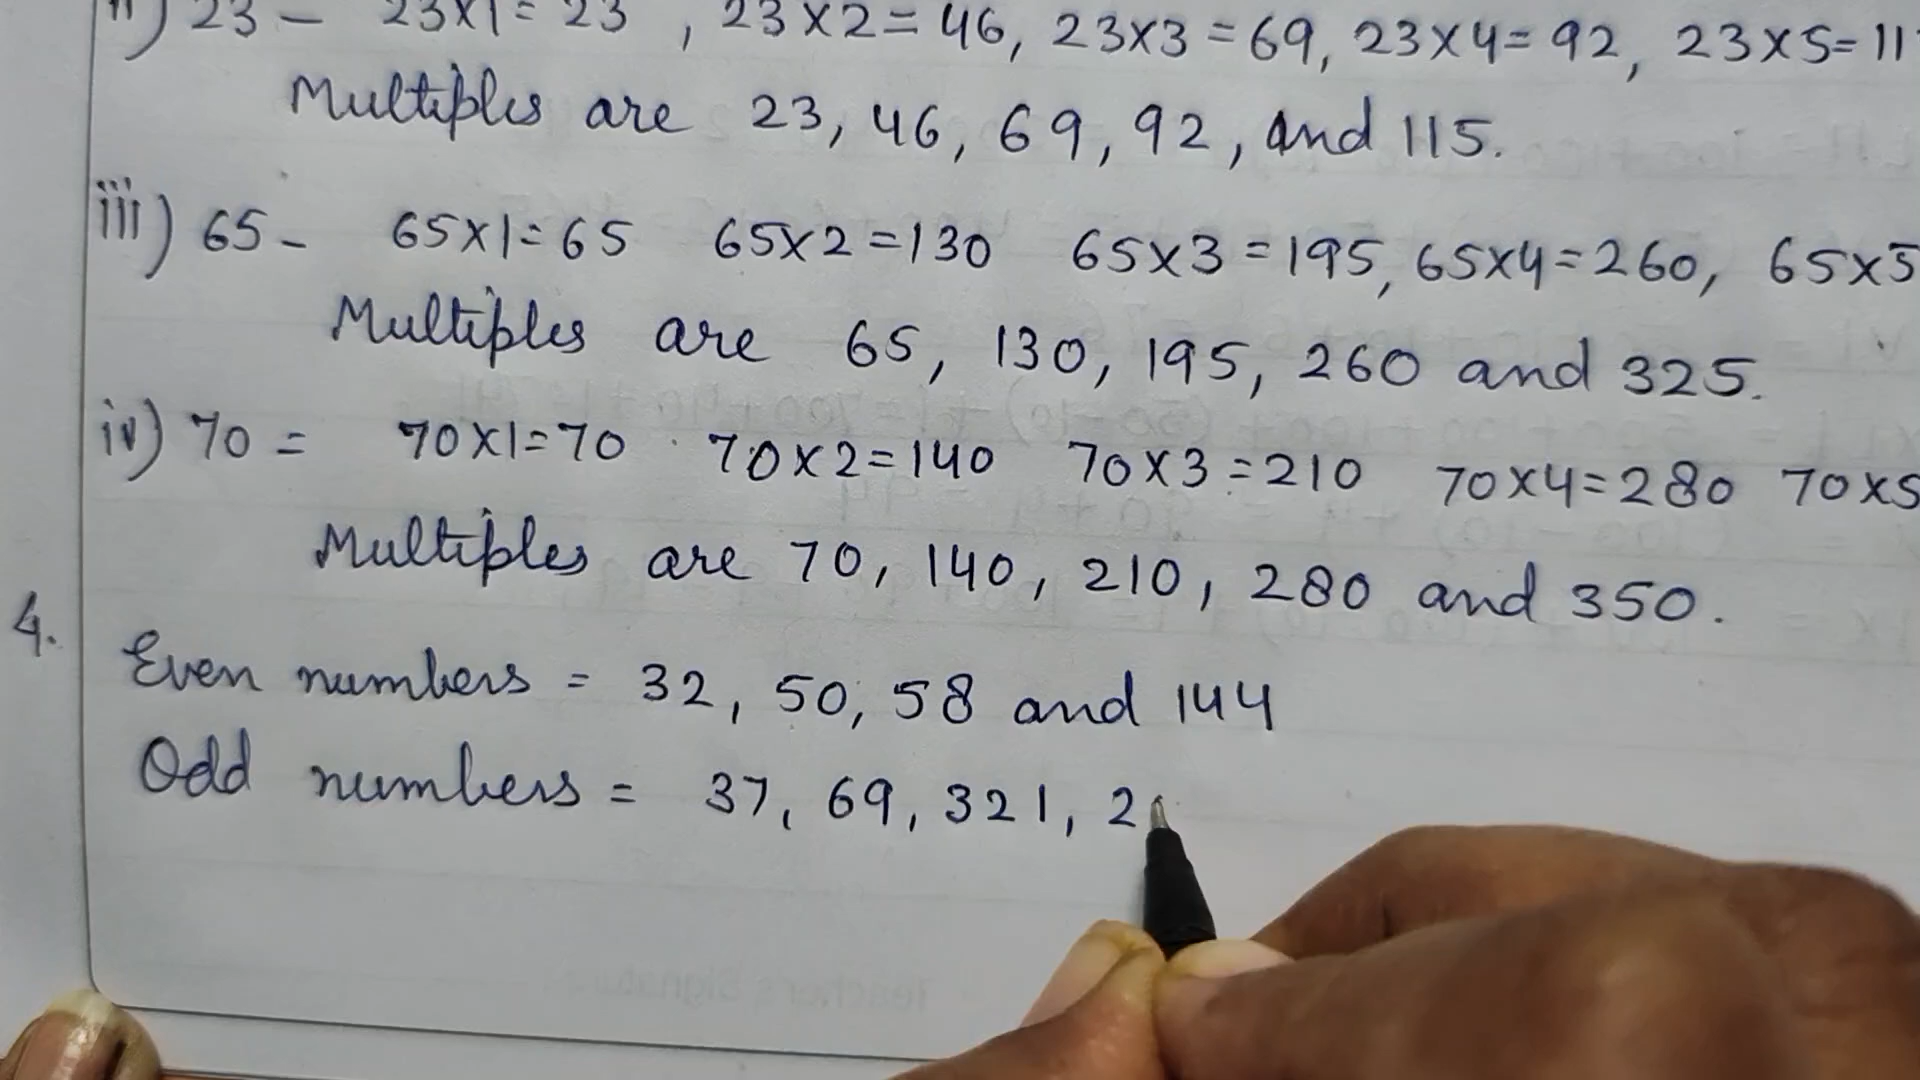 ii) 23 - 23x1= 23 , 23x2= 46, 23x3=69, 23x4= 92, 23x5= 11
Multiples are 23, 46, 69, 92, and 115.
iii) 65 - 65x1=65 65x2=130 65x3=195, 65x4=260, 65x5
Multiples are 65, 130, 195, 260 and 325.
iv) 70 = 70x1=70 70x2=140 70x3=210 70x4=280 70x5
Multiples are 70, 140, 210, 280 and 350.
4. Even numbers = 32, 50, 58 and 144
Odd numbers = 37, 69, 321, 2